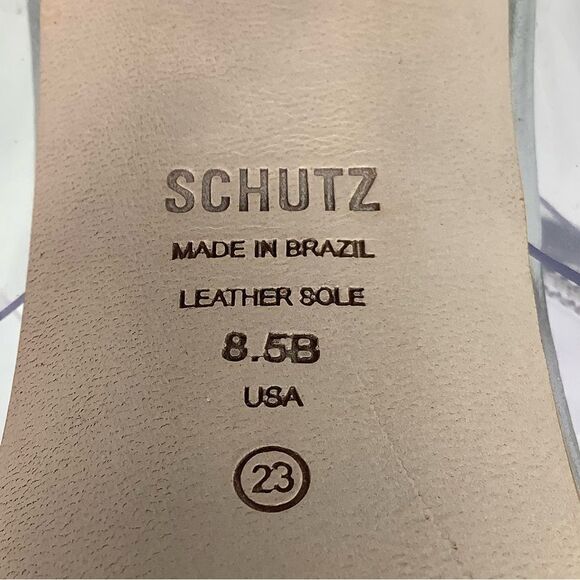 SCHUTZ
MADE IN BRAZIL
LEATHER SOLE
8.5B
USA
23